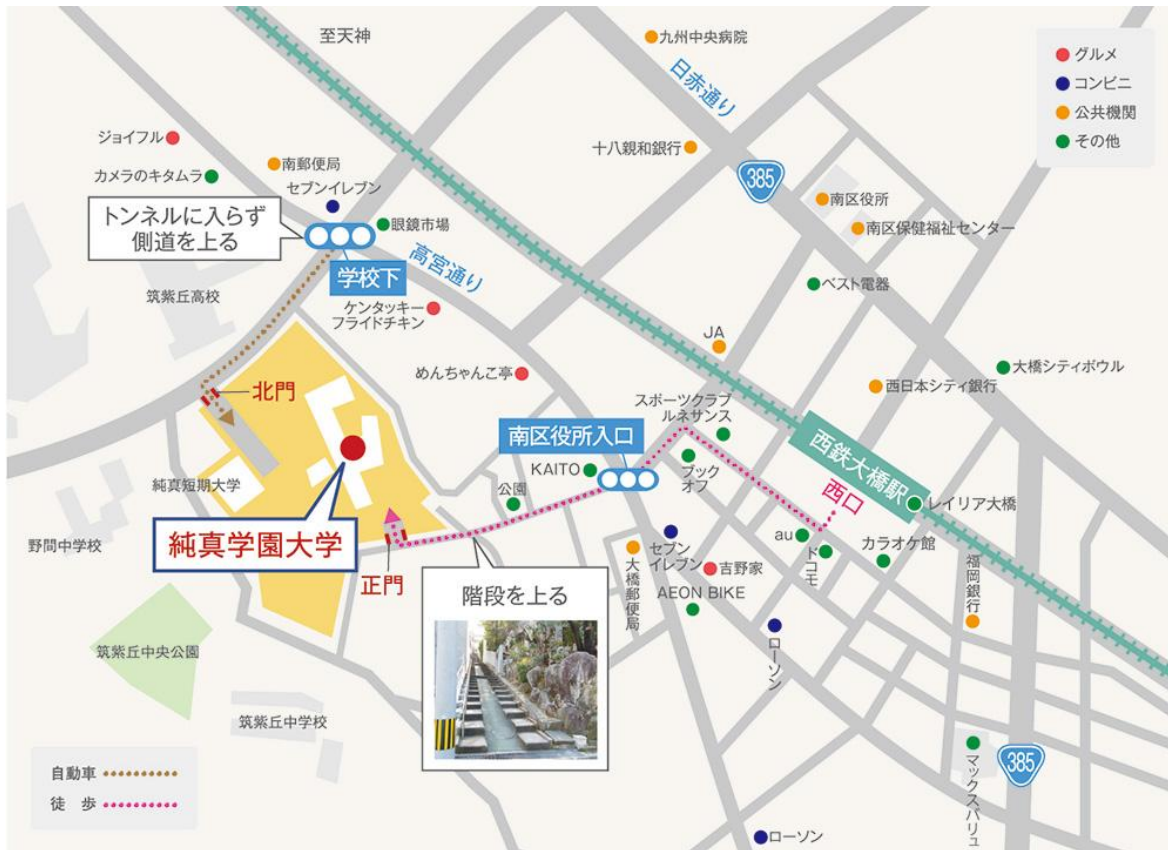 至天神
九州中央病院
日赤通り
グルメ
コンビニ
公共機関
その他
ジョイフル
十八親和銀行
385
南郵便局
カメラのキタムラ
セブンイレブン
南区役所
トンネルに入らず
側道を上る
眼鏡市場
南区保健福祉センター
学校下
高宮通り
ベスト電器
筑紫丘高校
ケンタッキー
フライドチキン
JA
大橋シティボウル
めんちゃんこ亭
西日本シティ銀行
北門
スポーツクラブ
ルネサンス
南区役所入口
西鉄大橋駅
KAITO
ブック
オフ
西口
純真短期大学
公園
レイリア大橋
純真学園大学
au
ドコモ
カラオケ館
野間中学校
セブン
イレブン
大橋郵便局
吉野家
福岡銀行
正門
階段を上る
AEON BIKE
ローソン
筑紫丘中央公園
筑紫丘中学校
385
マックスバリュ
自動車
徒 歩
ローソン